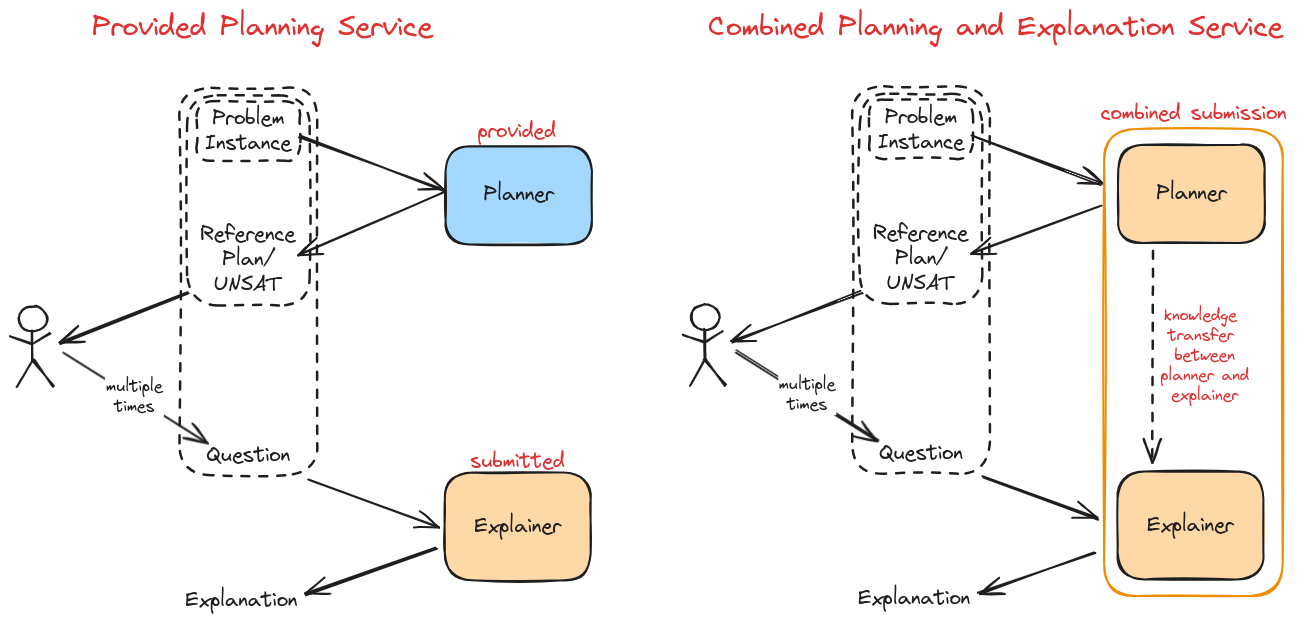 Provided Planning Service
Problem
Instance
provided
Planner
Reference
Plan/
UNSAT
multiple
times
Question
submitted
Explainer
Explanation
Combined Planning and Explanation Service
Problem
Instance
combined submission
Planner
Reference
Plan/
UNSAT
knowledge
transfer
between
planner and
explainer
multiple
times
Question
Explainer
Explanation